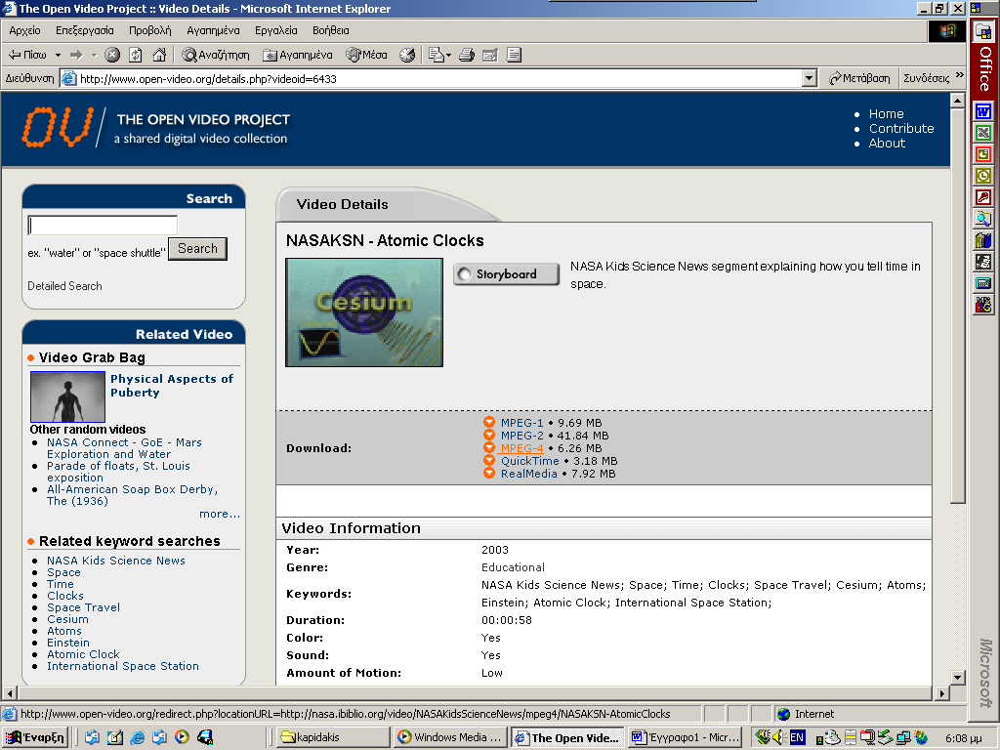 The Open Video Project :: Video Details - Microsoft Internet Explorer
Αρχείο Επεξεργασία Προβολή Αγαπημένα Εργαλεία Βοήθεια
Πίσω Αναζήτηση Αγαπημένα Μέσα
Διεύθυνση http://www.open-video.org/details.php?videoid=6433 Μετάβαση Συνδέσεις »
OV THE OPEN VIDEO PROJECT
a shared digital video collection
Home
Contribute
About
Search
ex. "water" or "space shuttle" Search
Detailed Search
Related Video
Video Grab Bag
Physical Aspects of
Puberty
Other random videos
NASA Connect - GoE - Mars
Exploration and Water
Parade of floats, St. Louis
exposition
All-American Soap Box Derby,
The (1936)
more...
Related keyword searches
NASA Kids Science News
Space
Time
Clocks
Space Travel
Cesium
Atoms
Einstein
Atomic Clock
International Space Station
Video Details
NASAKSN - Atomic Clocks
Cesium
Storyboard
NASA Kids Science News segment explaining how you tell time in
space.
Download:
MPEG-1 • 9.69 MB
MPEG-2 • 41.84 MB
MPEG-4 • 6.26 MB
QuickTime • 3.18 MB
RealMedia • 7.92 MB
Video Information
Year: 2003
Genre: Educational
Keywords: NASA Kids Science News; Space; Time; Clocks; Space Travel; Cesium; Atoms;
Einstein; Atomic Clock; International Space Station;
Duration: 00:00:58
Color: Yes
Sound: Yes
Amount of Motion: Low
Office
Microsoft
http://www.open-video.org/redirect.php?locationURL=http://nasa.ibiblio.org/video/NASAKidsScienceNews/mpeg4/NASAKSN-AtomicClocks Internet
Έναρξη kapidakis Windows Media ... The Open Vide... Έγγραφο1 - Micr... EN 6:08 μμ